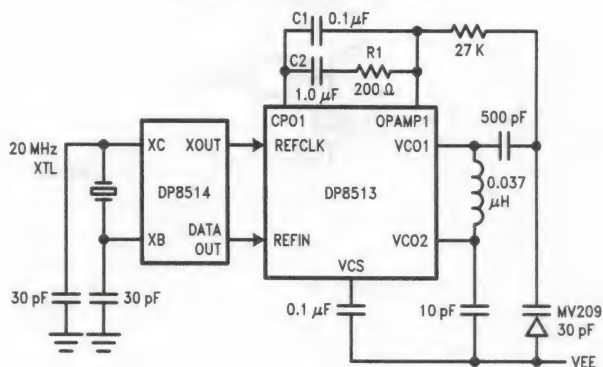 C1
0.1μF
C2
R1
27 K
1.0 μF
200 Ω
500 pF
CPO1
OPAMP1
20 MHz
XTL
XC
XOUT
REFCLK
VCO1
DP8514
DP8513
0.037
μH
XB
DATA
OUT
REFIN
VCO2
VCS
30 pF
30 pF
0.1 μF
10 pF
MV209
30 pF
VEE